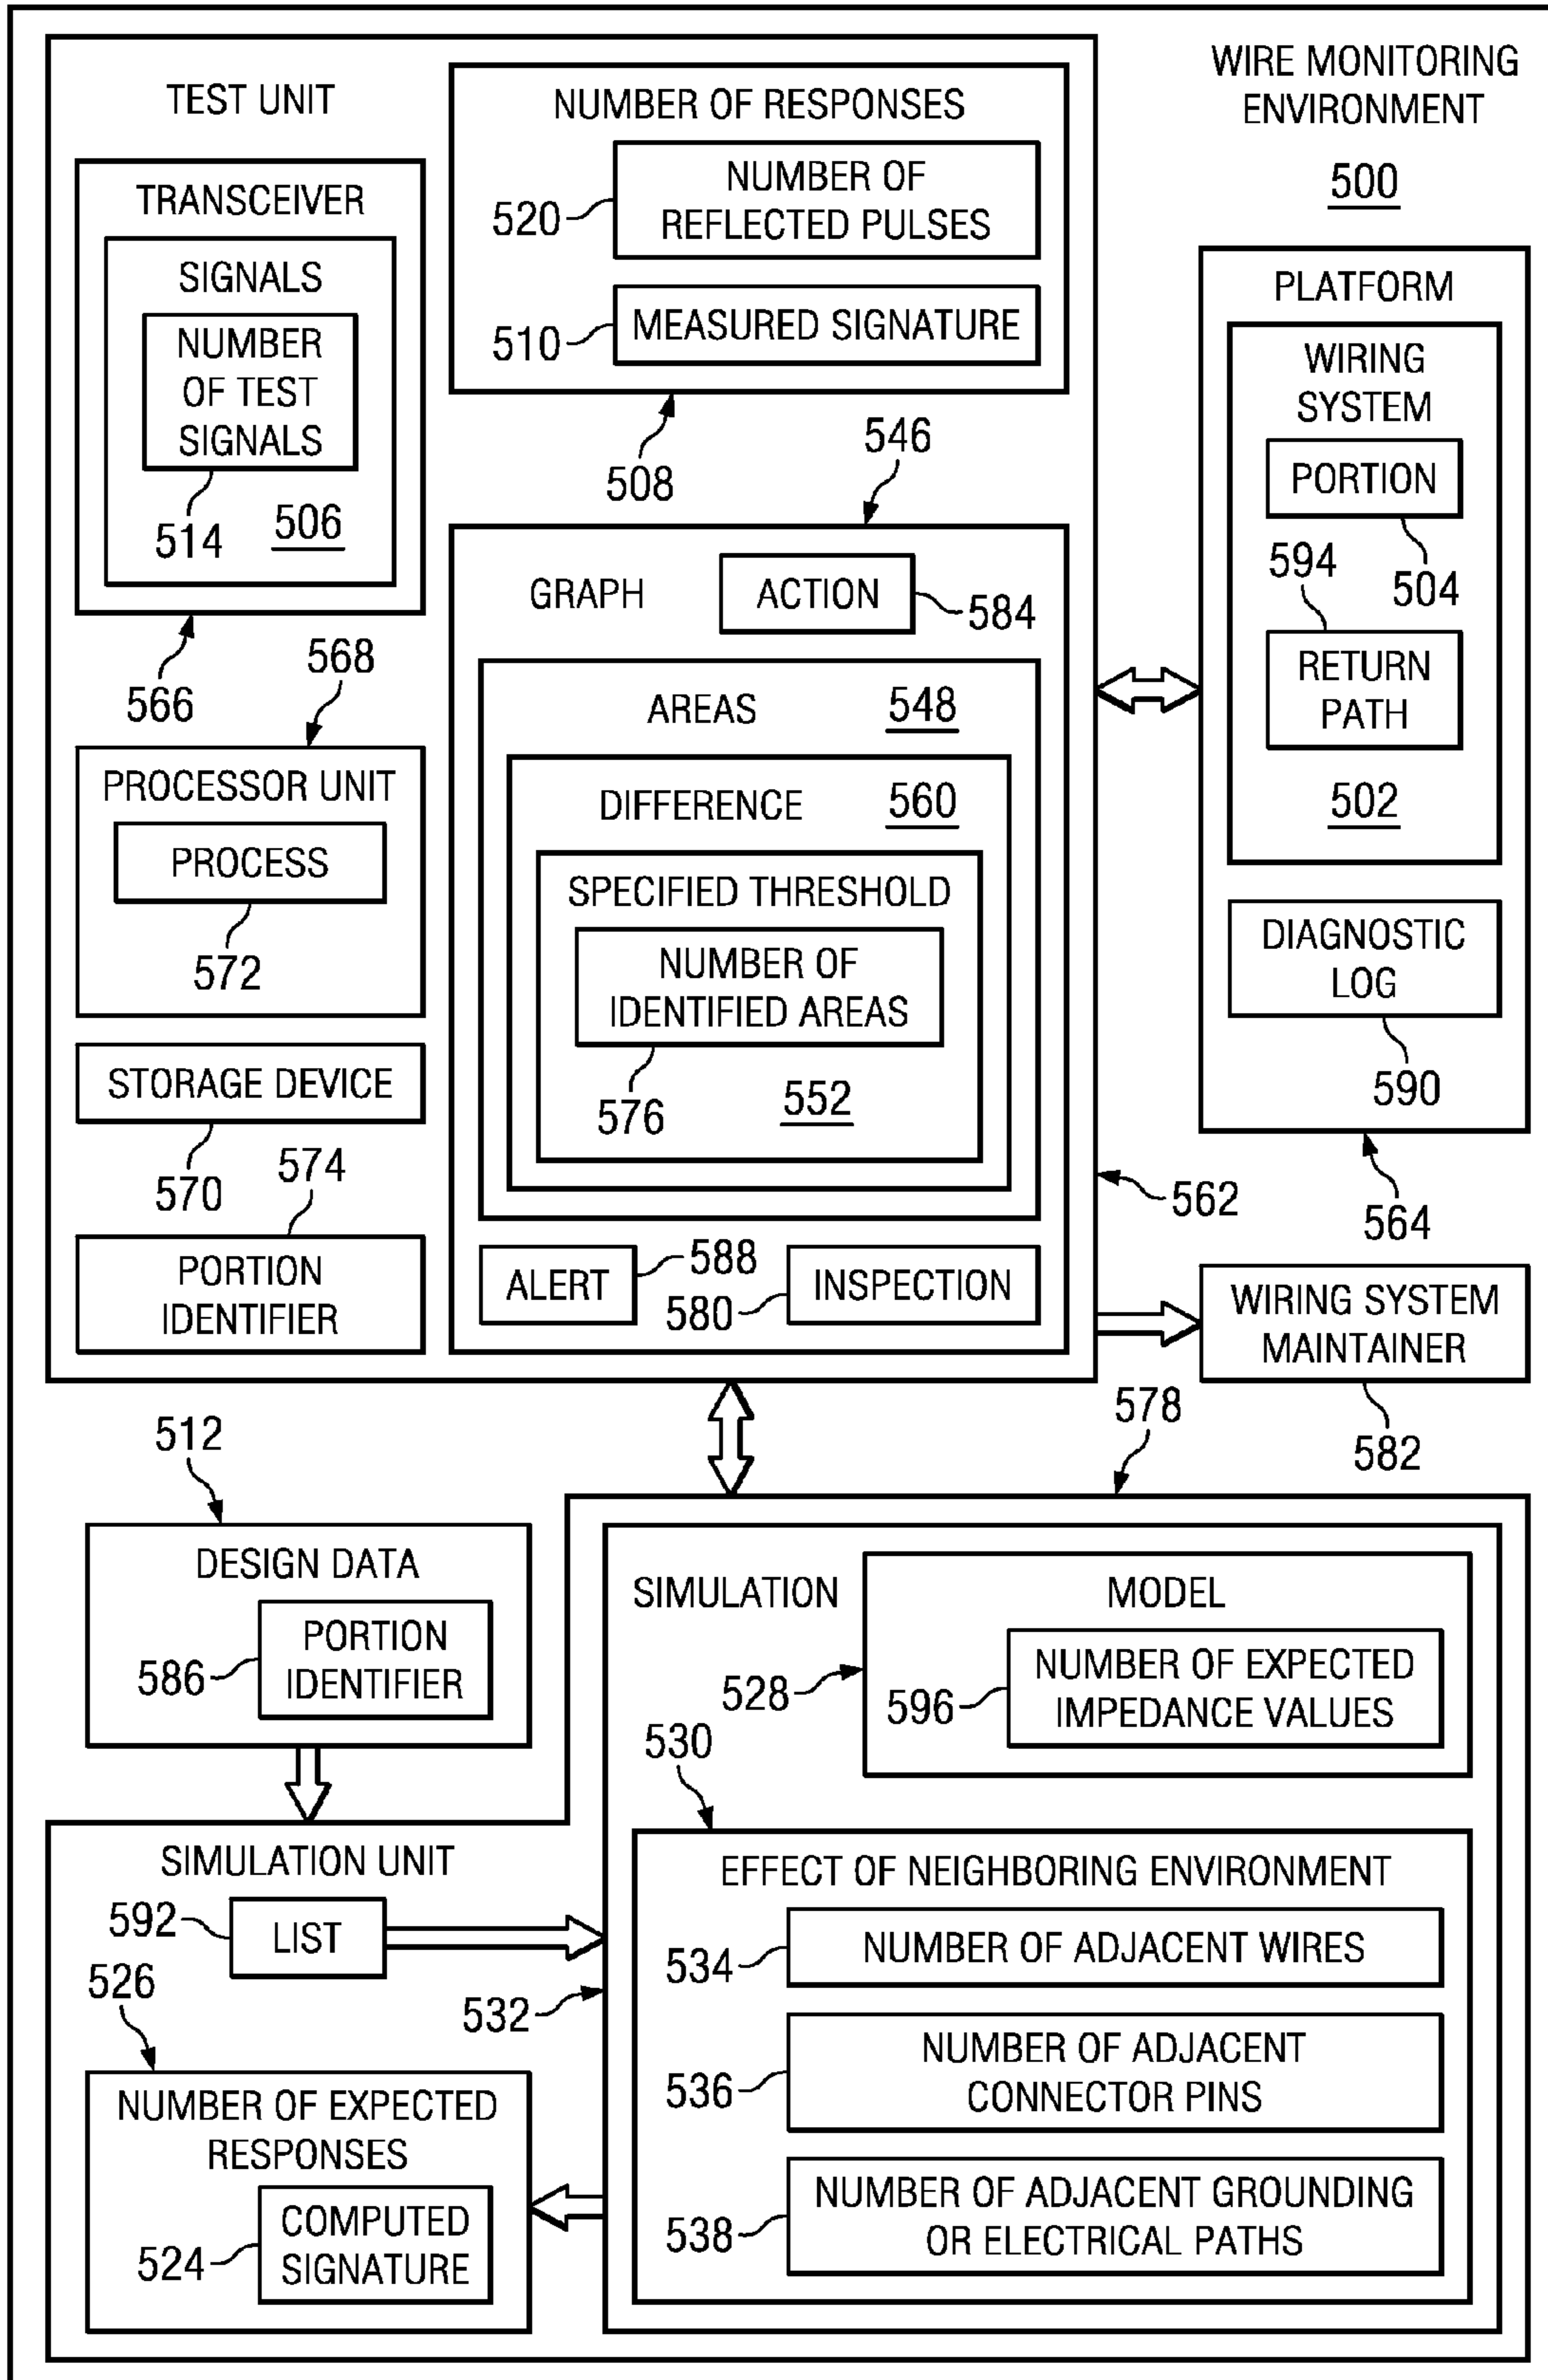 WIRE MONITORING
ENVIRONMENT
500
TEST UNIT
TRANSCEIVER
SIGNALS
NUMBER
OF TEST
SIGNALS
514
506
566
568
PROCESSOR UNIT
PROCESS
572
STORAGE DEVICE
570
574
PORTION
IDENTIFIER
NUMBER OF RESPONSES
NUMBER OF
REFLECTED PULSES
520
MEASURED SIGNATURE
510
508
546
GRAPH
ACTION
584
AREAS
548
DIFFERENCE
560
SPECIFIED THRESHOLD
NUMBER OF
IDENTIFIED AREAS
576
552
ALERT
588
INSPECTION
580
562
PLATFORM
WIRING
SYSTEM
PORTION
504
594
RETURN
PATH
502
DIAGNOSTIC
LOG
590
564
WIRING SYSTEM
MAINTAINER
582
578
512
DESIGN DATA
PORTION
IDENTIFIER
586
SIMULATION UNIT
LIST
592
526
NUMBER OF EXPECTED
RESPONSES
COMPUTED
SIGNATURE
524
532
SIMULATION
MODEL
528
NUMBER OF EXPECTED
IMPEDANCE VALUES
596
530
EFFECT OF NEIGHBORING ENVIRONMENT
NUMBER OF ADJACENT WIRES
534
NUMBER OF ADJACENT
CONNECTOR PINS
536
NUMBER OF ADJACENT GROUNDING
OR ELECTRICAL PATHS
538